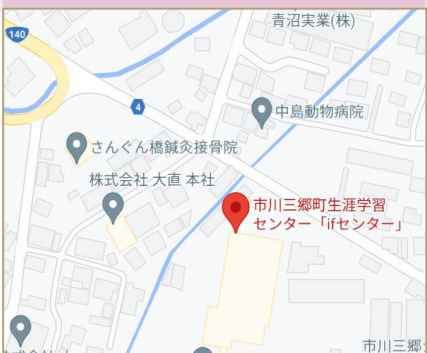 青沼実業(株)
140
4
中島動物病院
さんぐん橋鍼灸接骨院
株式会社 大直 本社
市川三郷町生涯学習
センター「ifセンター」
市川三郷